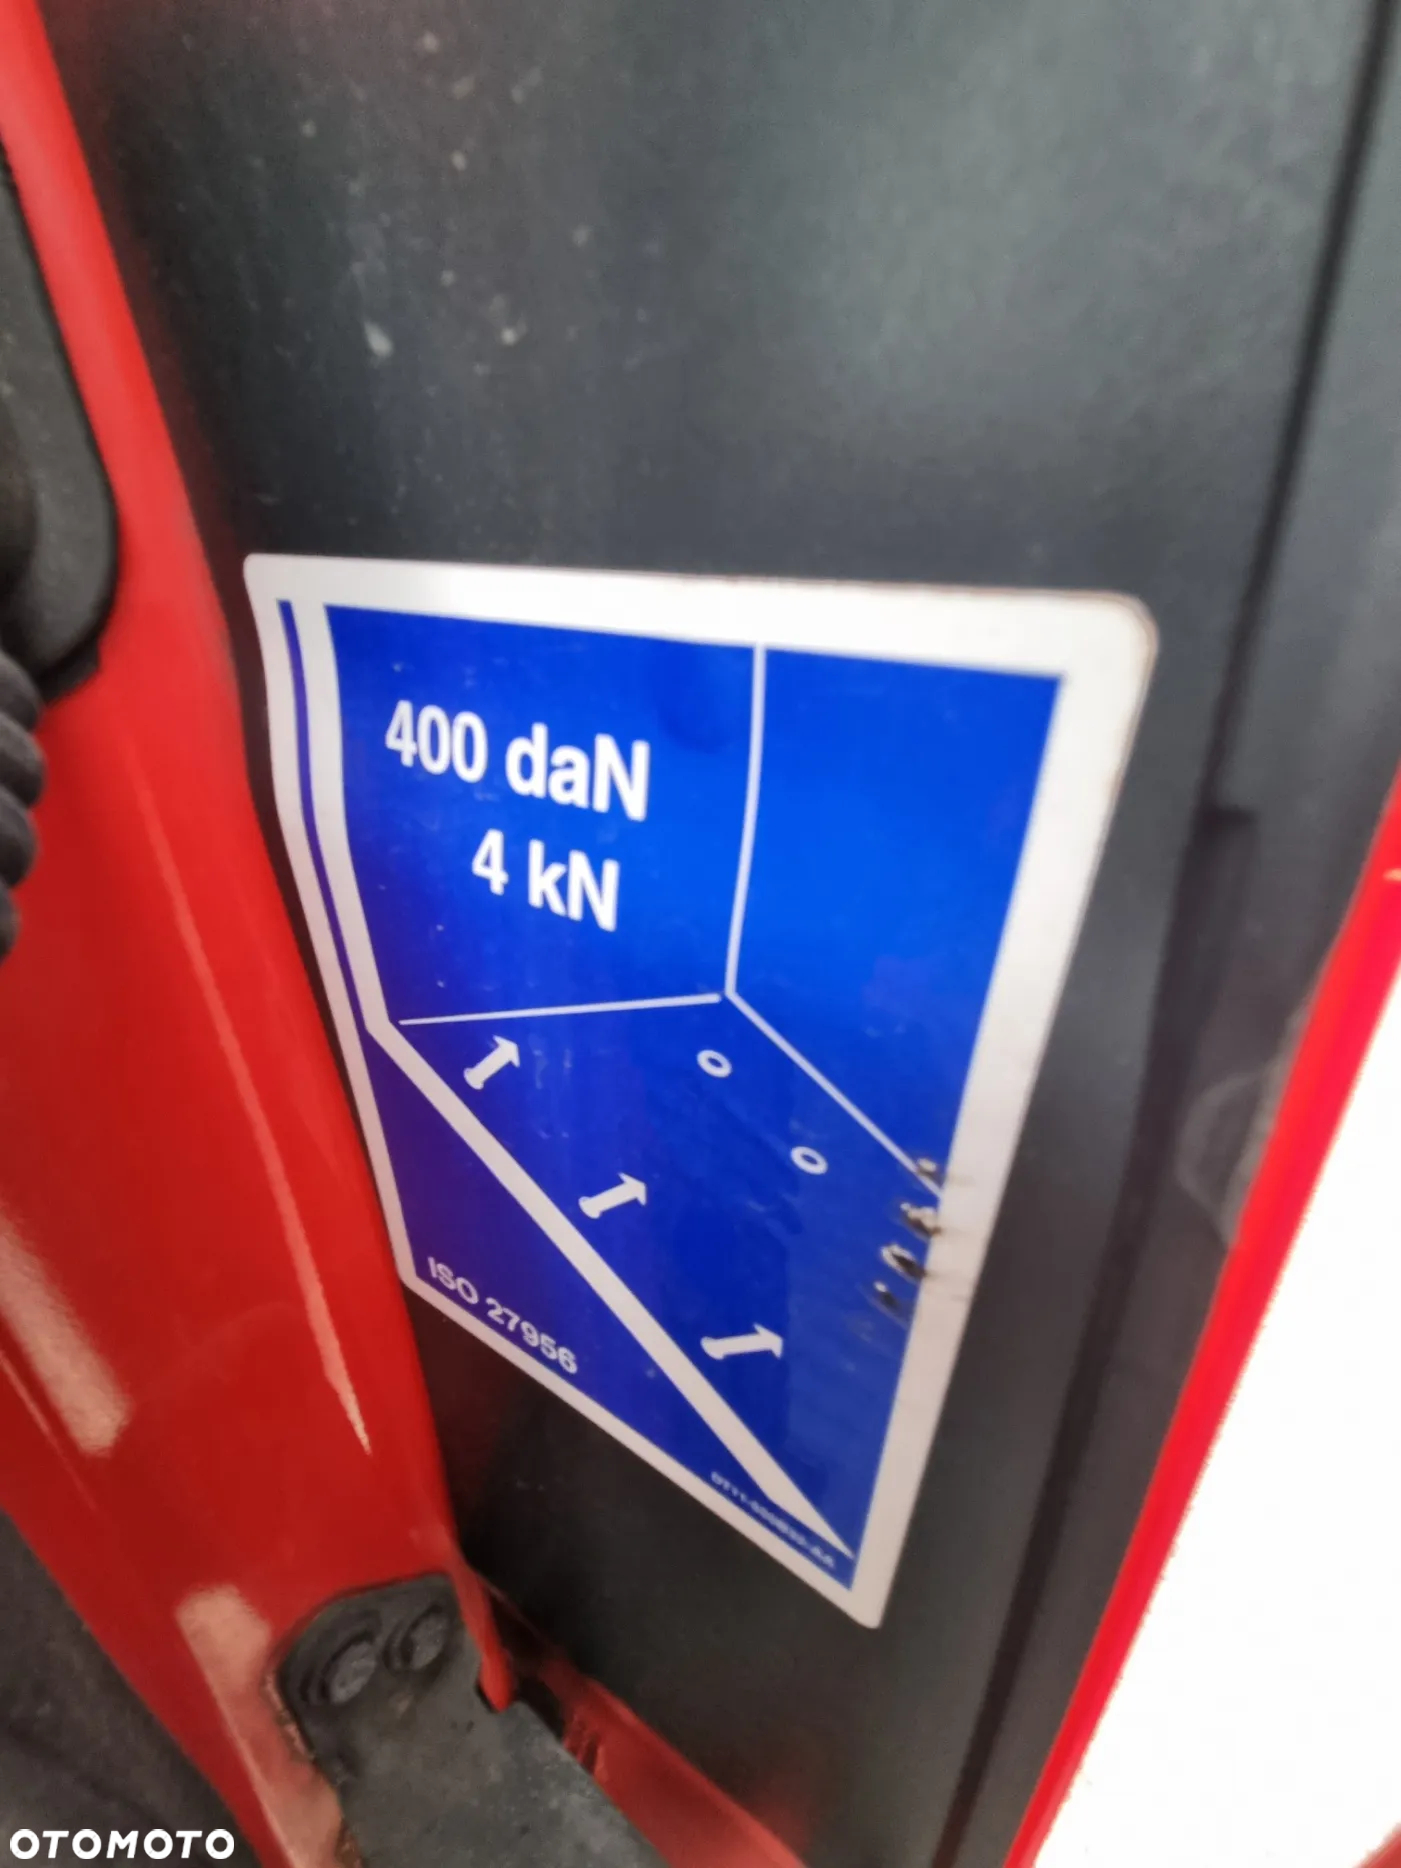 400 daN
4 kN
ISO 27956
OTOMOTO